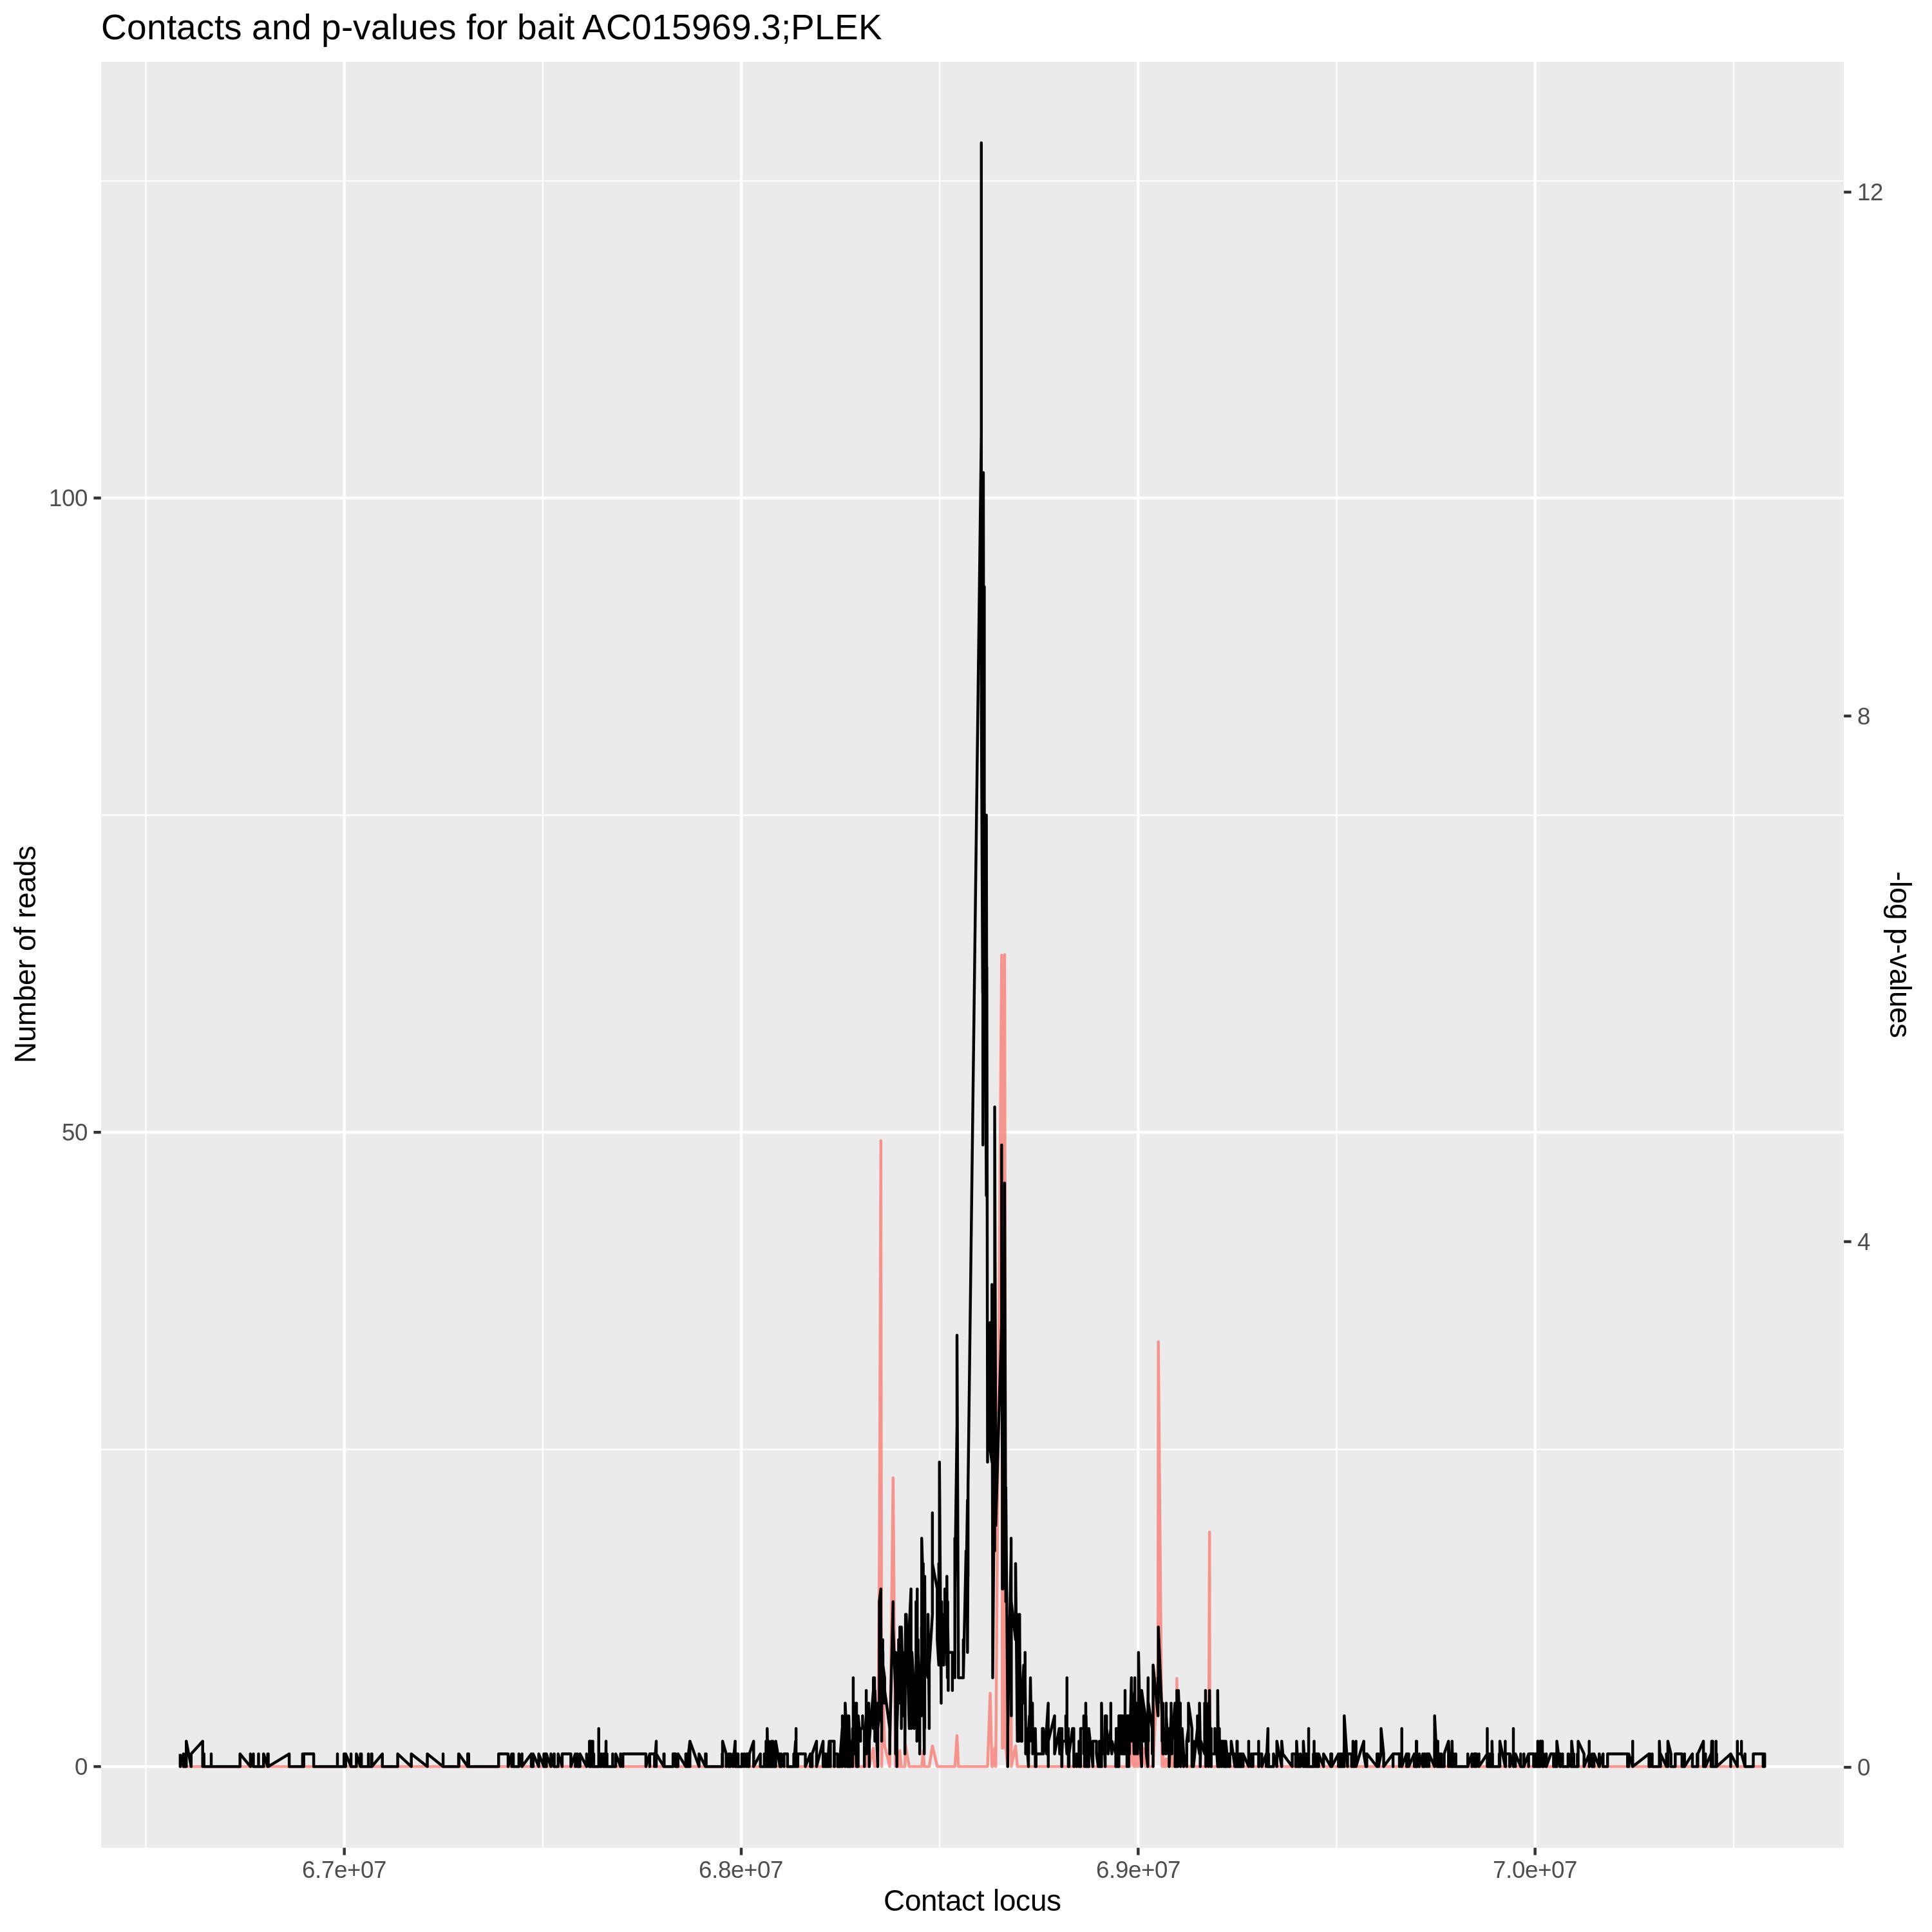 Contacts and p-values for bait AC015969.3;PLEK
12
100
8
Number of reads
-log p-values
50
4
0
0
6.7e+07
6.8e+07
6.9e+07
7.0e+07
Contact locus